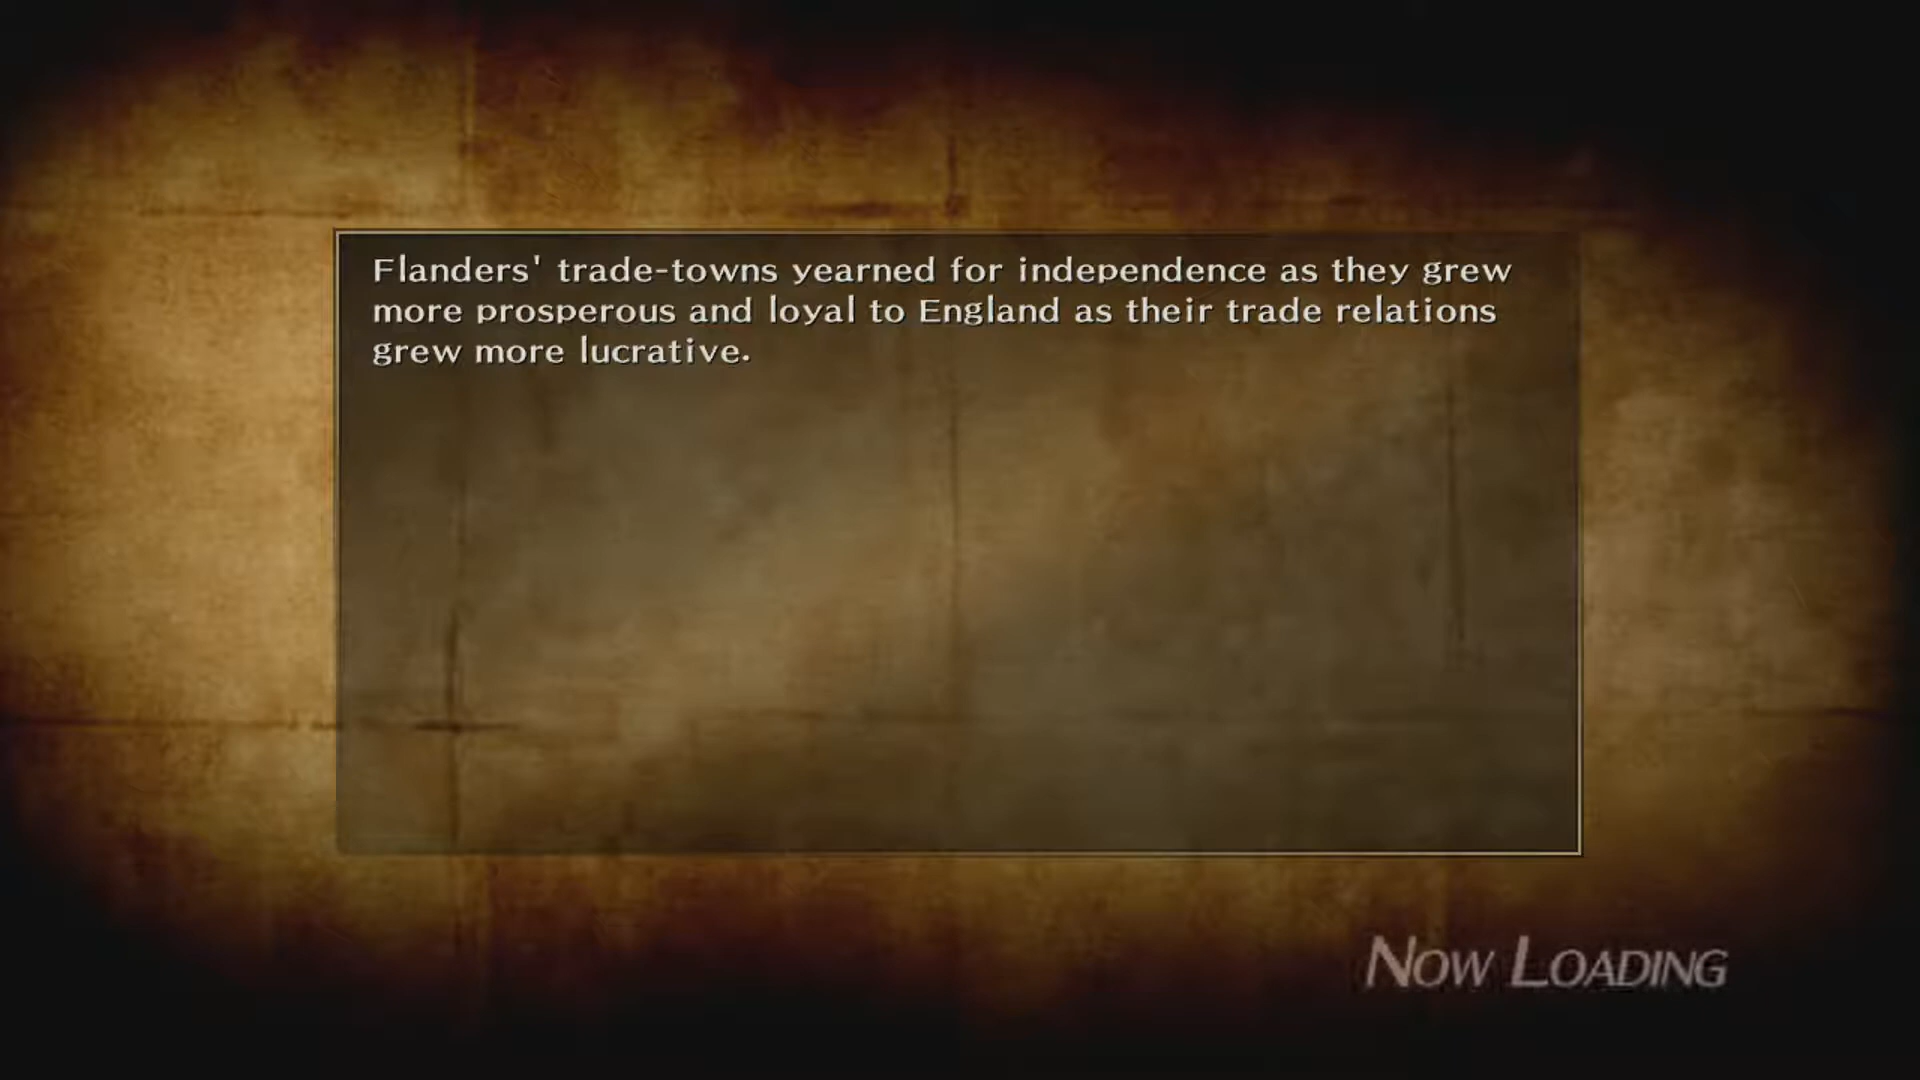 Flanders' trade-towns yearned for independence as they grew
more prosperous and loyal to England as their trade relations
grew more lucrative.
Now Loading